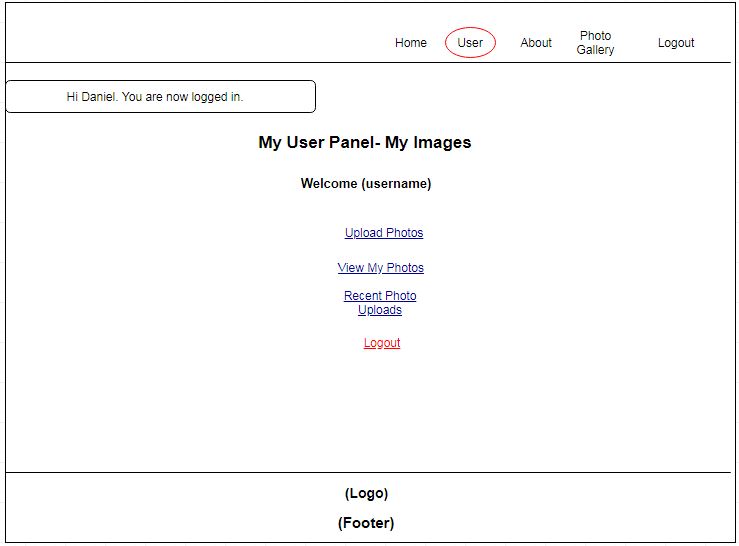 Home User About Photo Gallery Logout
Hi Daniel. You are now logged in.
My User Panel- My Images
Welcome (username)
Upload Photos
View My Photos
Recent Photo
Uploads
Logout
(Logo)
(Footer)